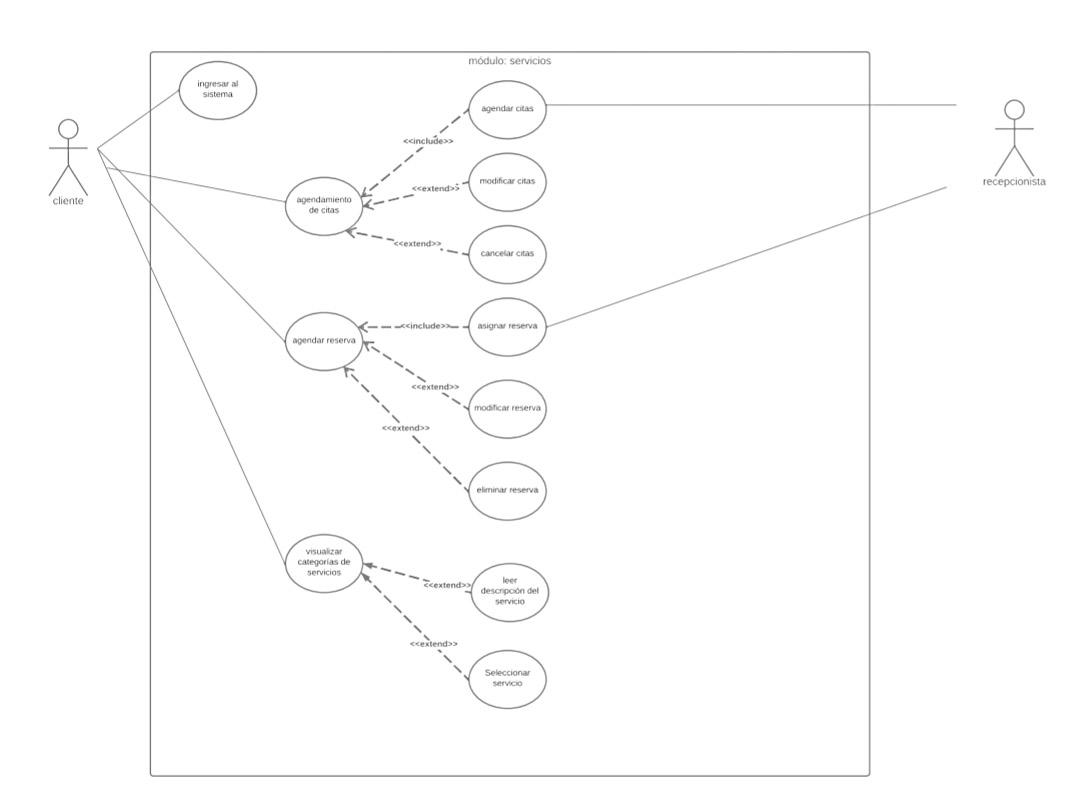 módulo: servicios
ingresar al
sistema
agendar citas
<<include>>
cliente
recepcionista
modificar citas
<<extend>>
agendamiento
de citas
<<extend>>
cancelar citas
agendar reserva
<<include>>
asignar reserva
<<extend>>
modificar reserva
<<extend>>
eliminar reserva
visualizar
categorías de
servicios
<<extend>>
leer
descripción del
servicio
<<extend>>
Seleccionar
servicio